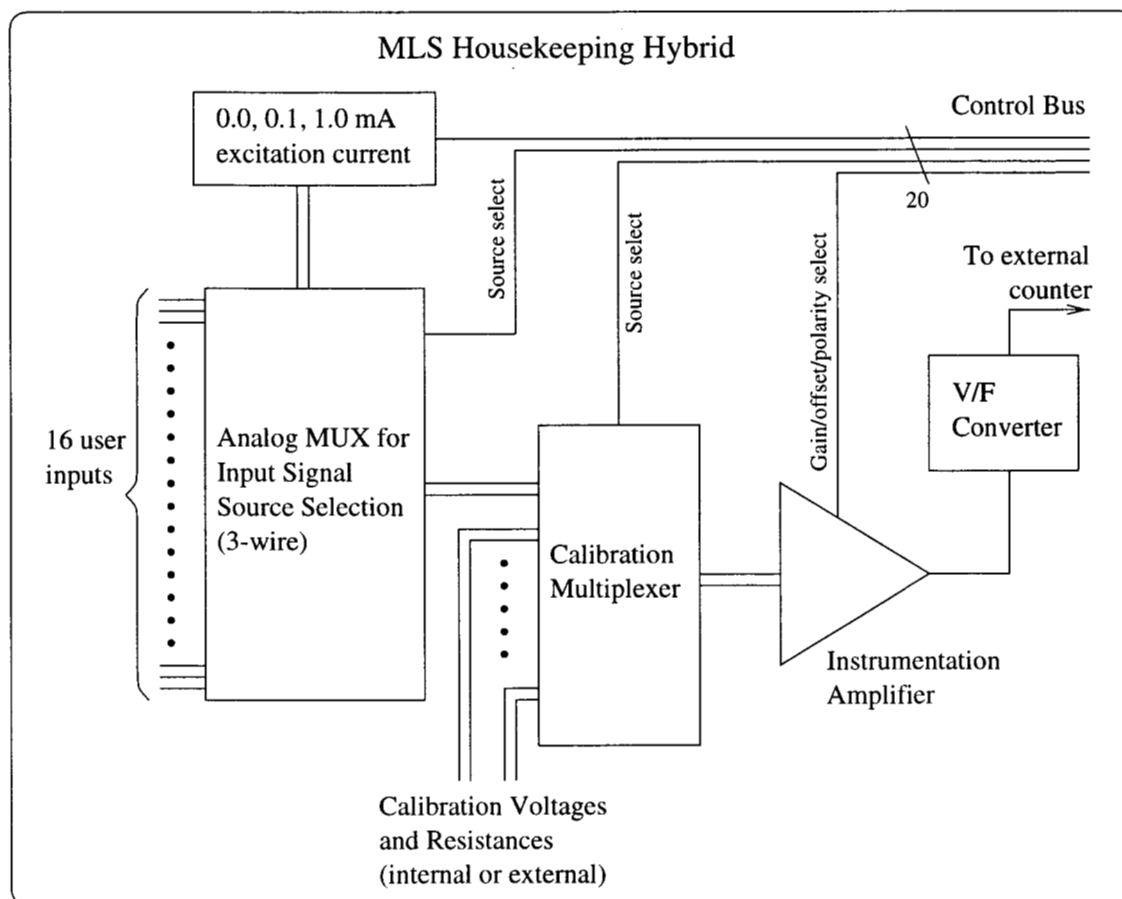 MLS Housekeeping Hybrid
0.0, 0.1, 1.0 mA
excitation current
Control Bus
20
Source select
Source select
Gain/offset/polarity select
To external
counter
V/F
Converter
16 user
inputs
Analog MUX for
Input Signal
Source Selection
(3-wire)
Calibration
Multiplexer
Instrumentation
Amplifier
Calibration Voltages
and Resistances
(internal or external)